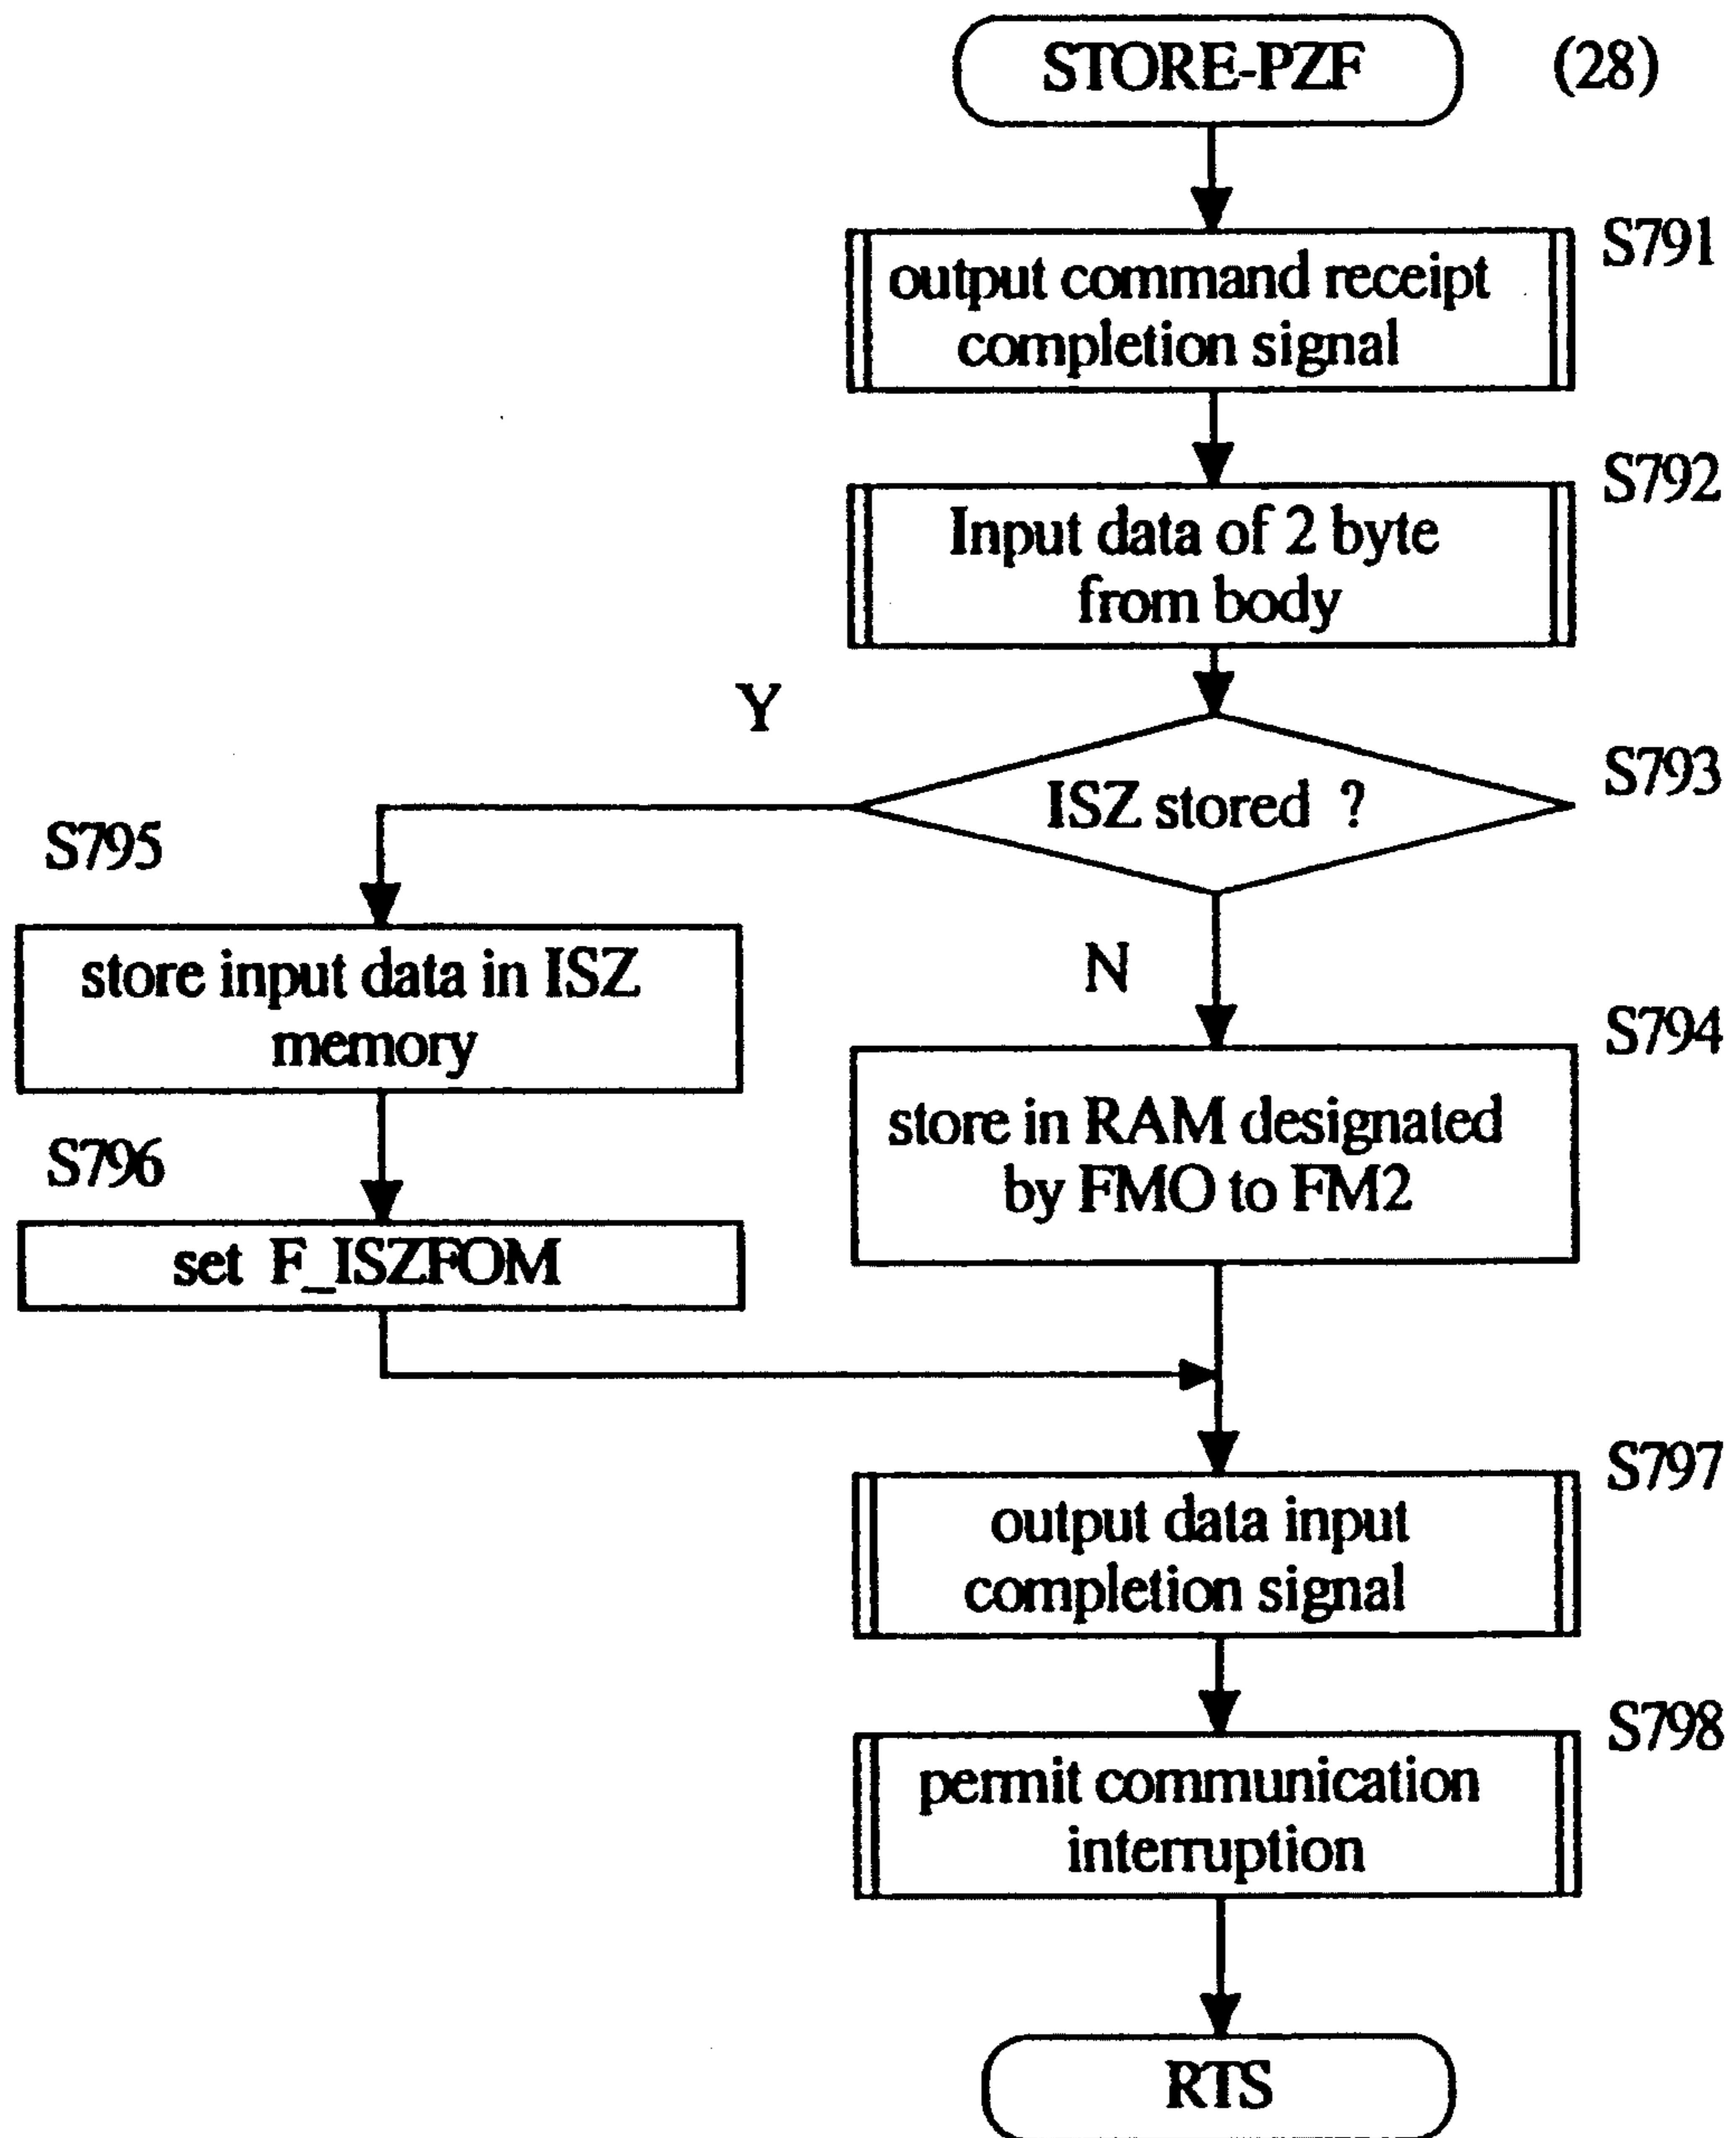 STORE-PZF (28)
S791
output command receipt
completion signal
S792
Input data of 2 byte
from body
Y
S793
ISZ stored ?
S795
store input data in ISZ
memory
N
S794
store in RAM designated
by FMO to FM2
S796
set F_ISZFOM
S797
output data input
completion signal
S798
permit communication
interruption
RTS